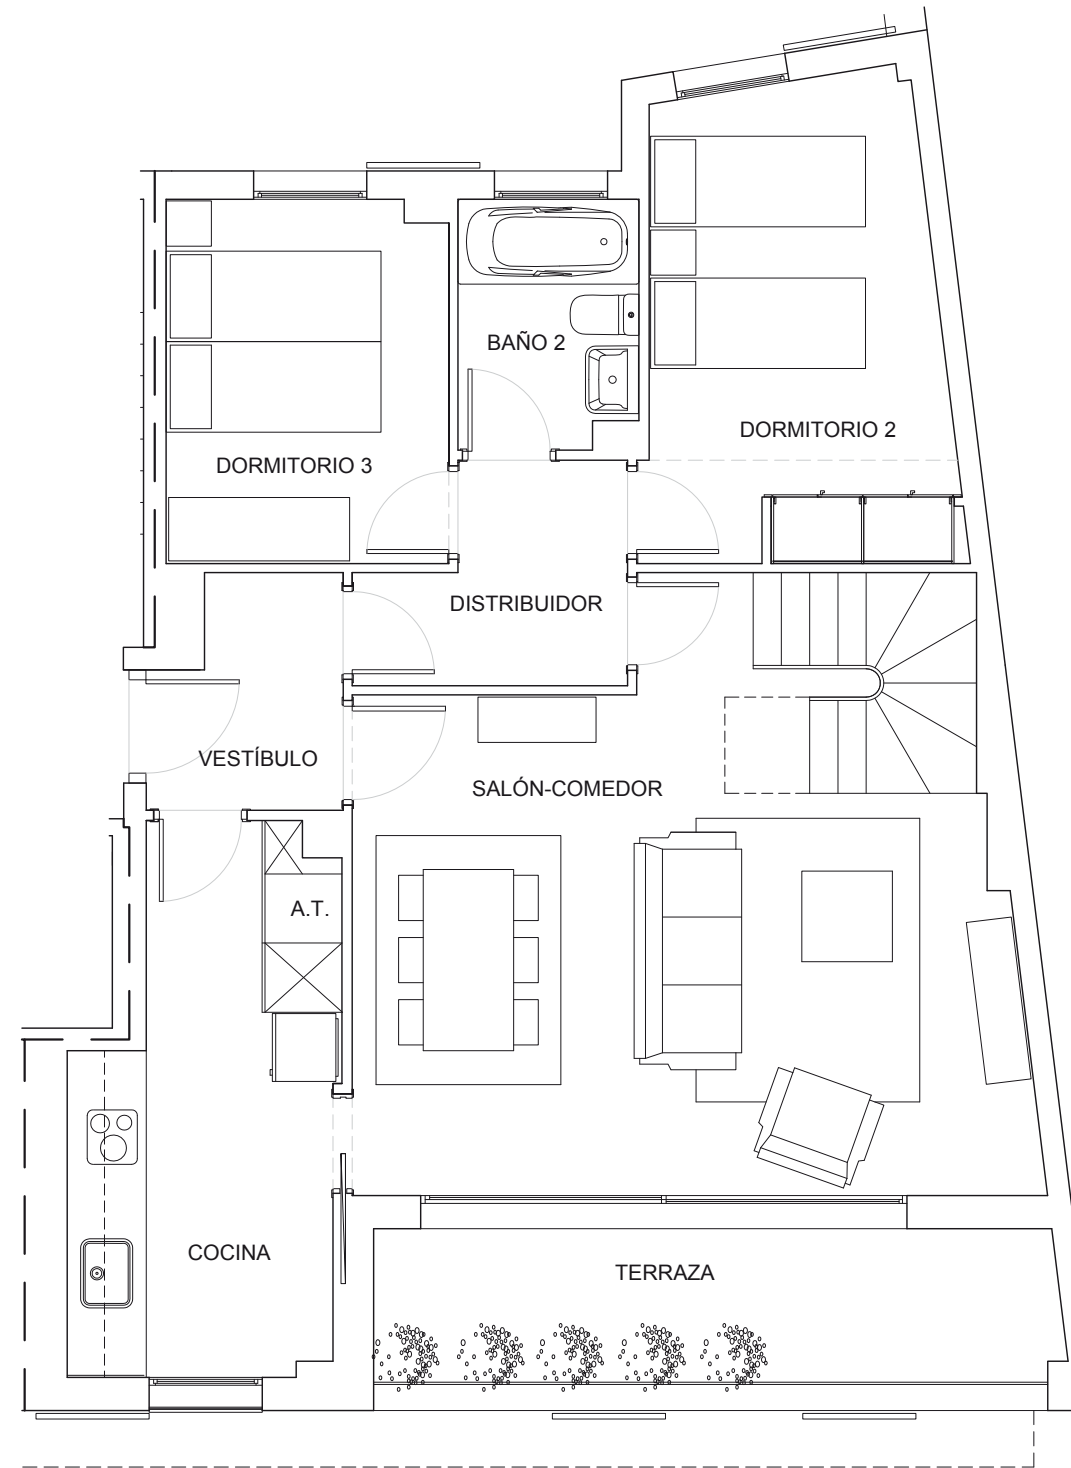 BAÑO 2
DORMITORIO 2
DORMITORIO 3
DISTRIBUIDOR
VESTÍBULO
SALÓN-COMEDOR
A.T.
COCINA
TERRAZA